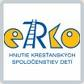 eRko
HNUTIE KRESŤANSKÝCH
SPOLOČENSTIEV DETÍ